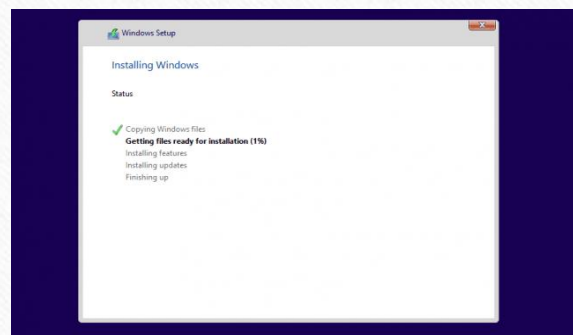 Windows Setup
Installing Windows
Status
Copying Windows files
Getting files ready for installation (1%)
Installing features
Installing updates
Finishing up